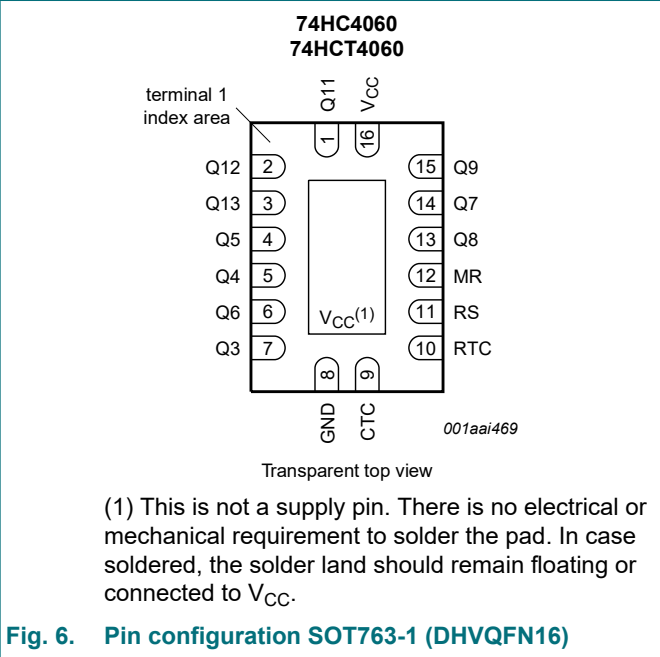 74HC4060
74HCT4060
terminal 1
index area
Q11
VCC
1
16
Q12 2
15 Q9
Q13 3
14 Q7
Q5 4
13 Q8
Q4 5
12 MR
Q6 6
VCC(1)
11 RS
Q3 7
10 RTC
8
9
GND
CTC
001aai469
Transparent top view
(1) This is not a supply pin. There is no electrical or
mechanical requirement to solder the pad. In case
soldered, the solder land should remain floating or
connected to VCC.
Fig. 6. Pin configuration SOT763-1 (DHVQFN16)